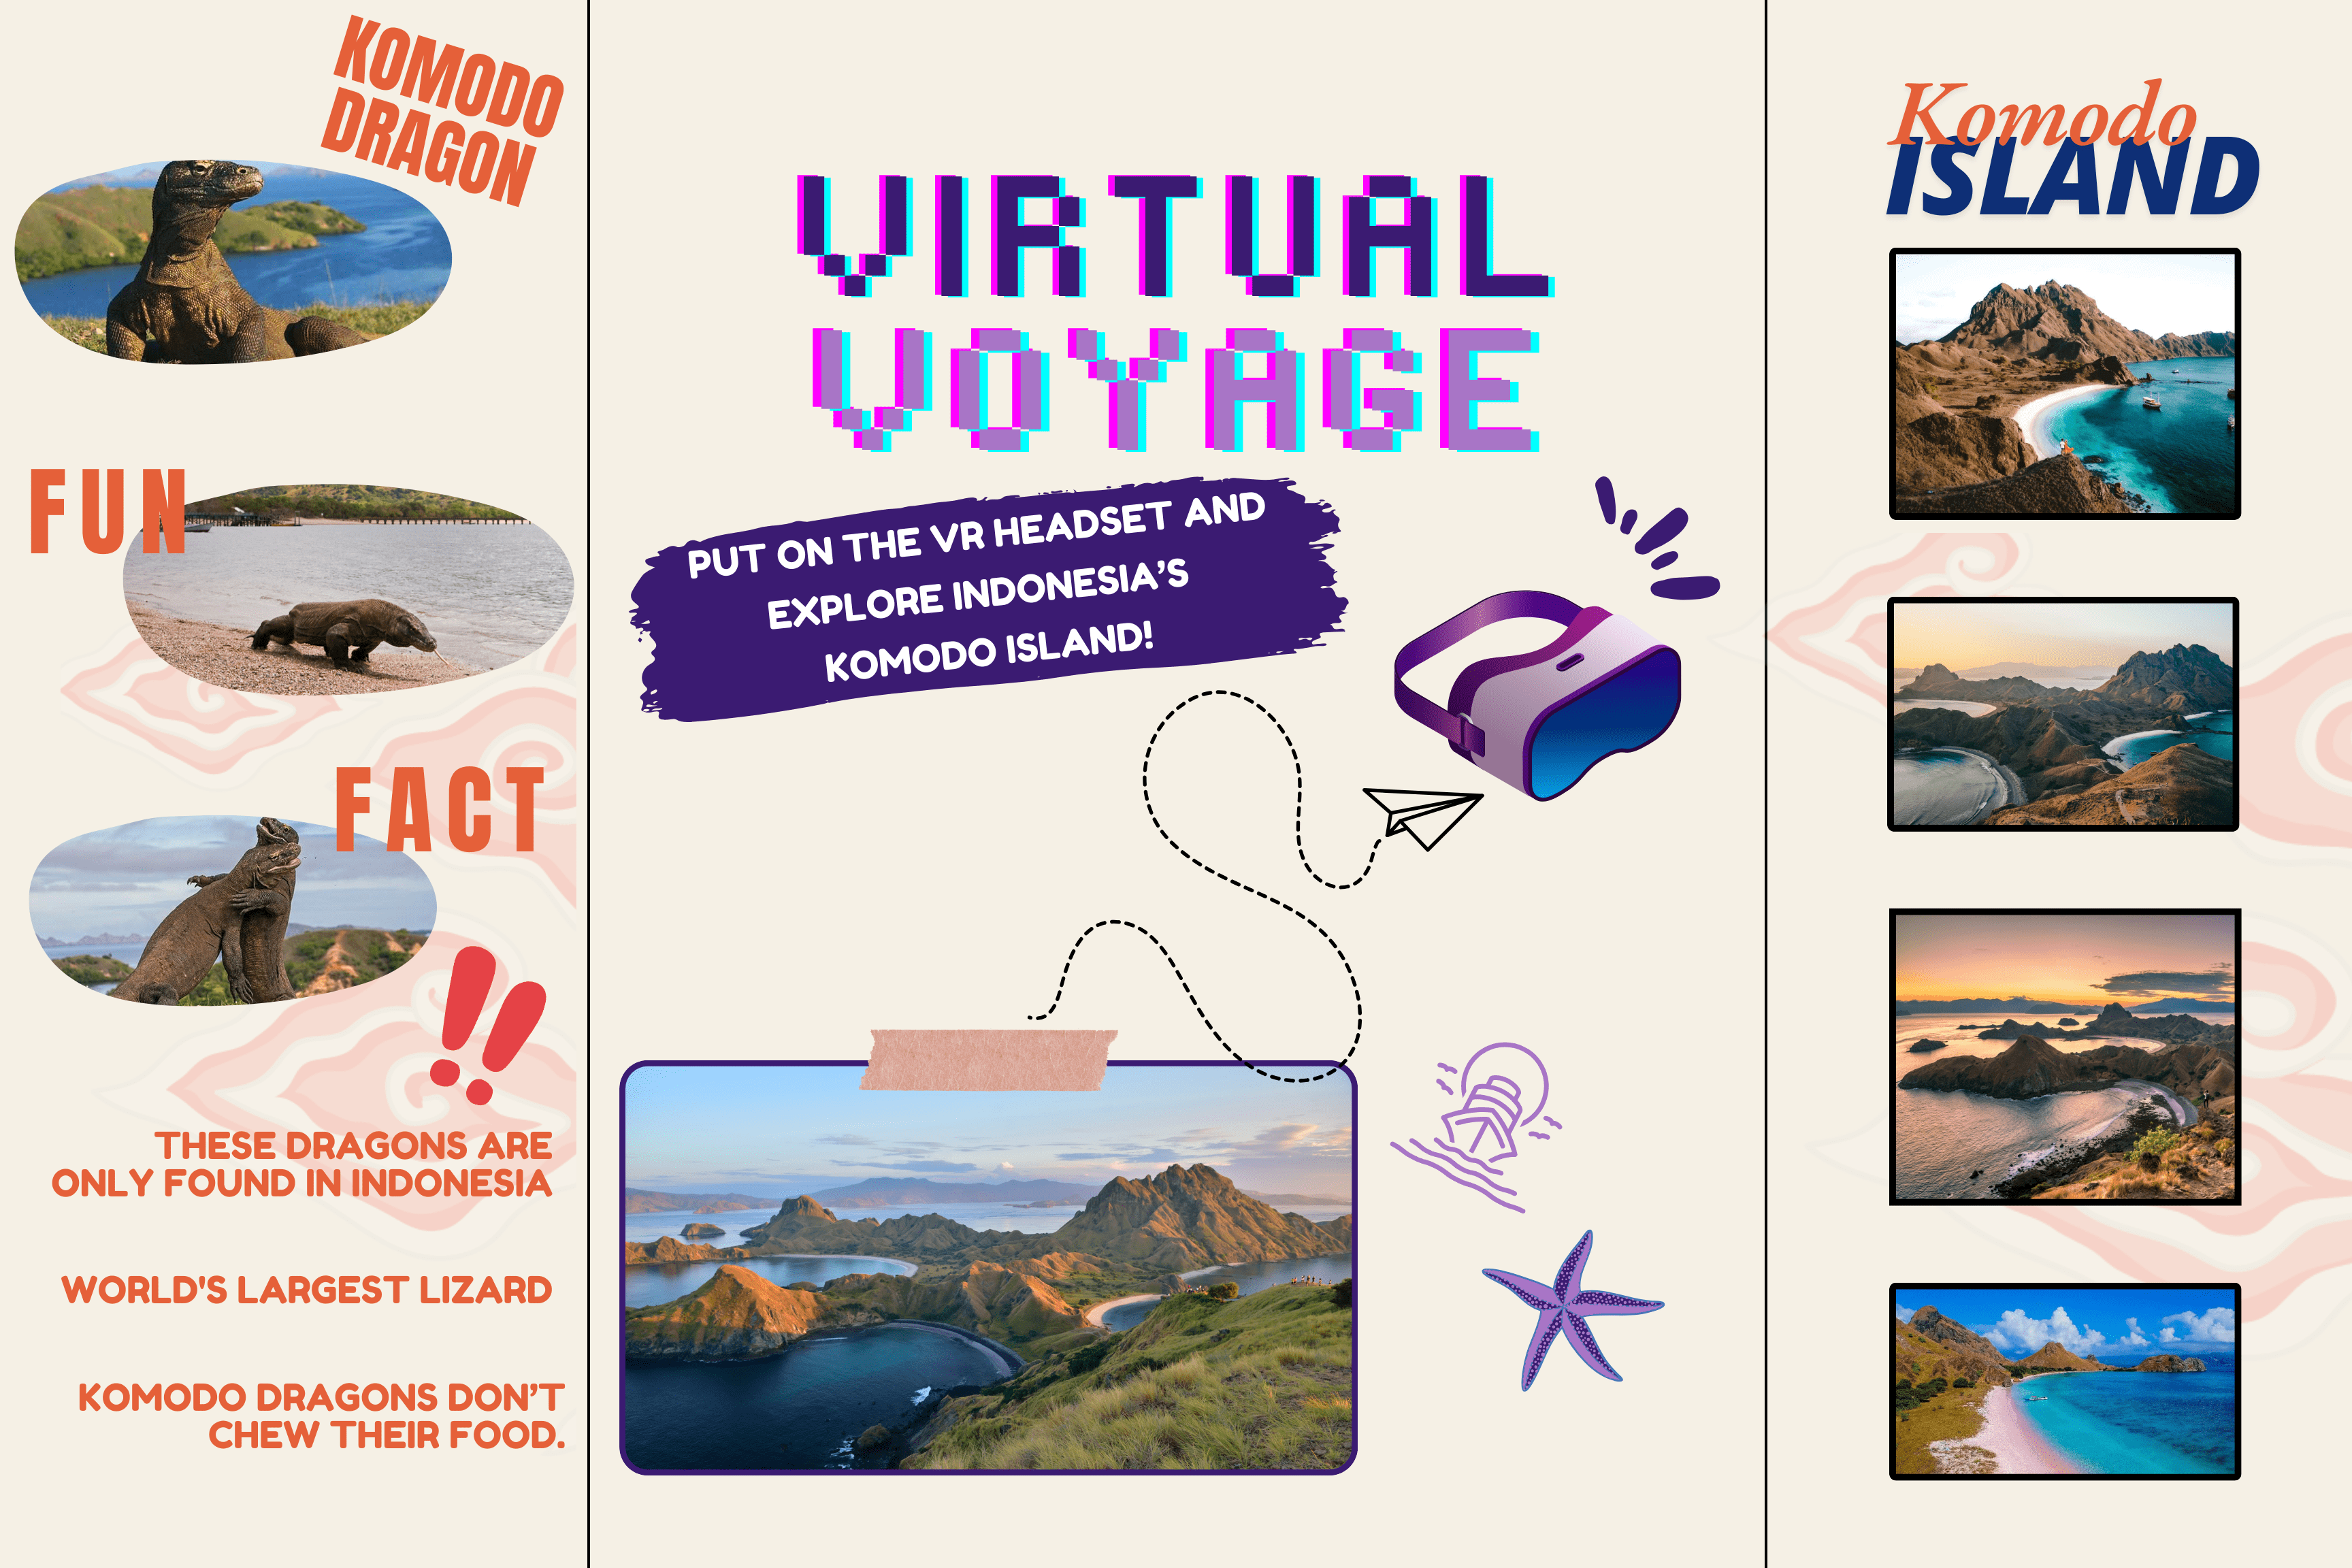 KOMODO
DRAGON
FUN
FACT
THESE DRAGONS ARE
ONLY FOUND IN INDONESIA
WORLD'S LARGEST LIZARD
KOMODO DRAGONS DON’T
CHEW THEIR FOOD.
VIRTUAL
VOYAGE
PUT ON THE VR HEADSET AND
EXPLORE INDONESIA’S
KOMODO ISLAND!
Komodo
ISLAND